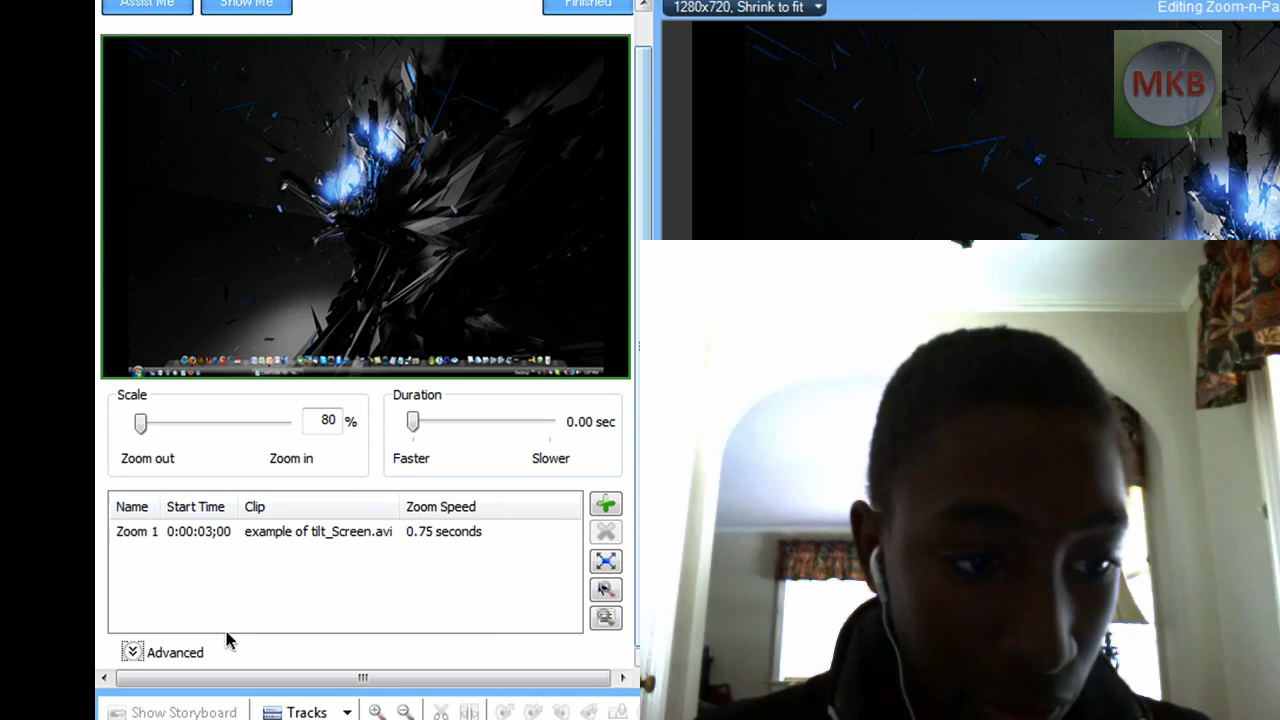 Assist Me
Show Me
Finished
1280x720, Shrink to fit
Editing Zoom-n-Pa
MKB
Scale
80 %
Zoom out
Zoom in
Duration
0.00 sec
Faster
Slower
Name Start Time Clip Zoom Speed
Zoom 1 0:00:03;00 example of tilt_Screen.avi 0.75 seconds
Advanced
Show Storyboard
Tracks